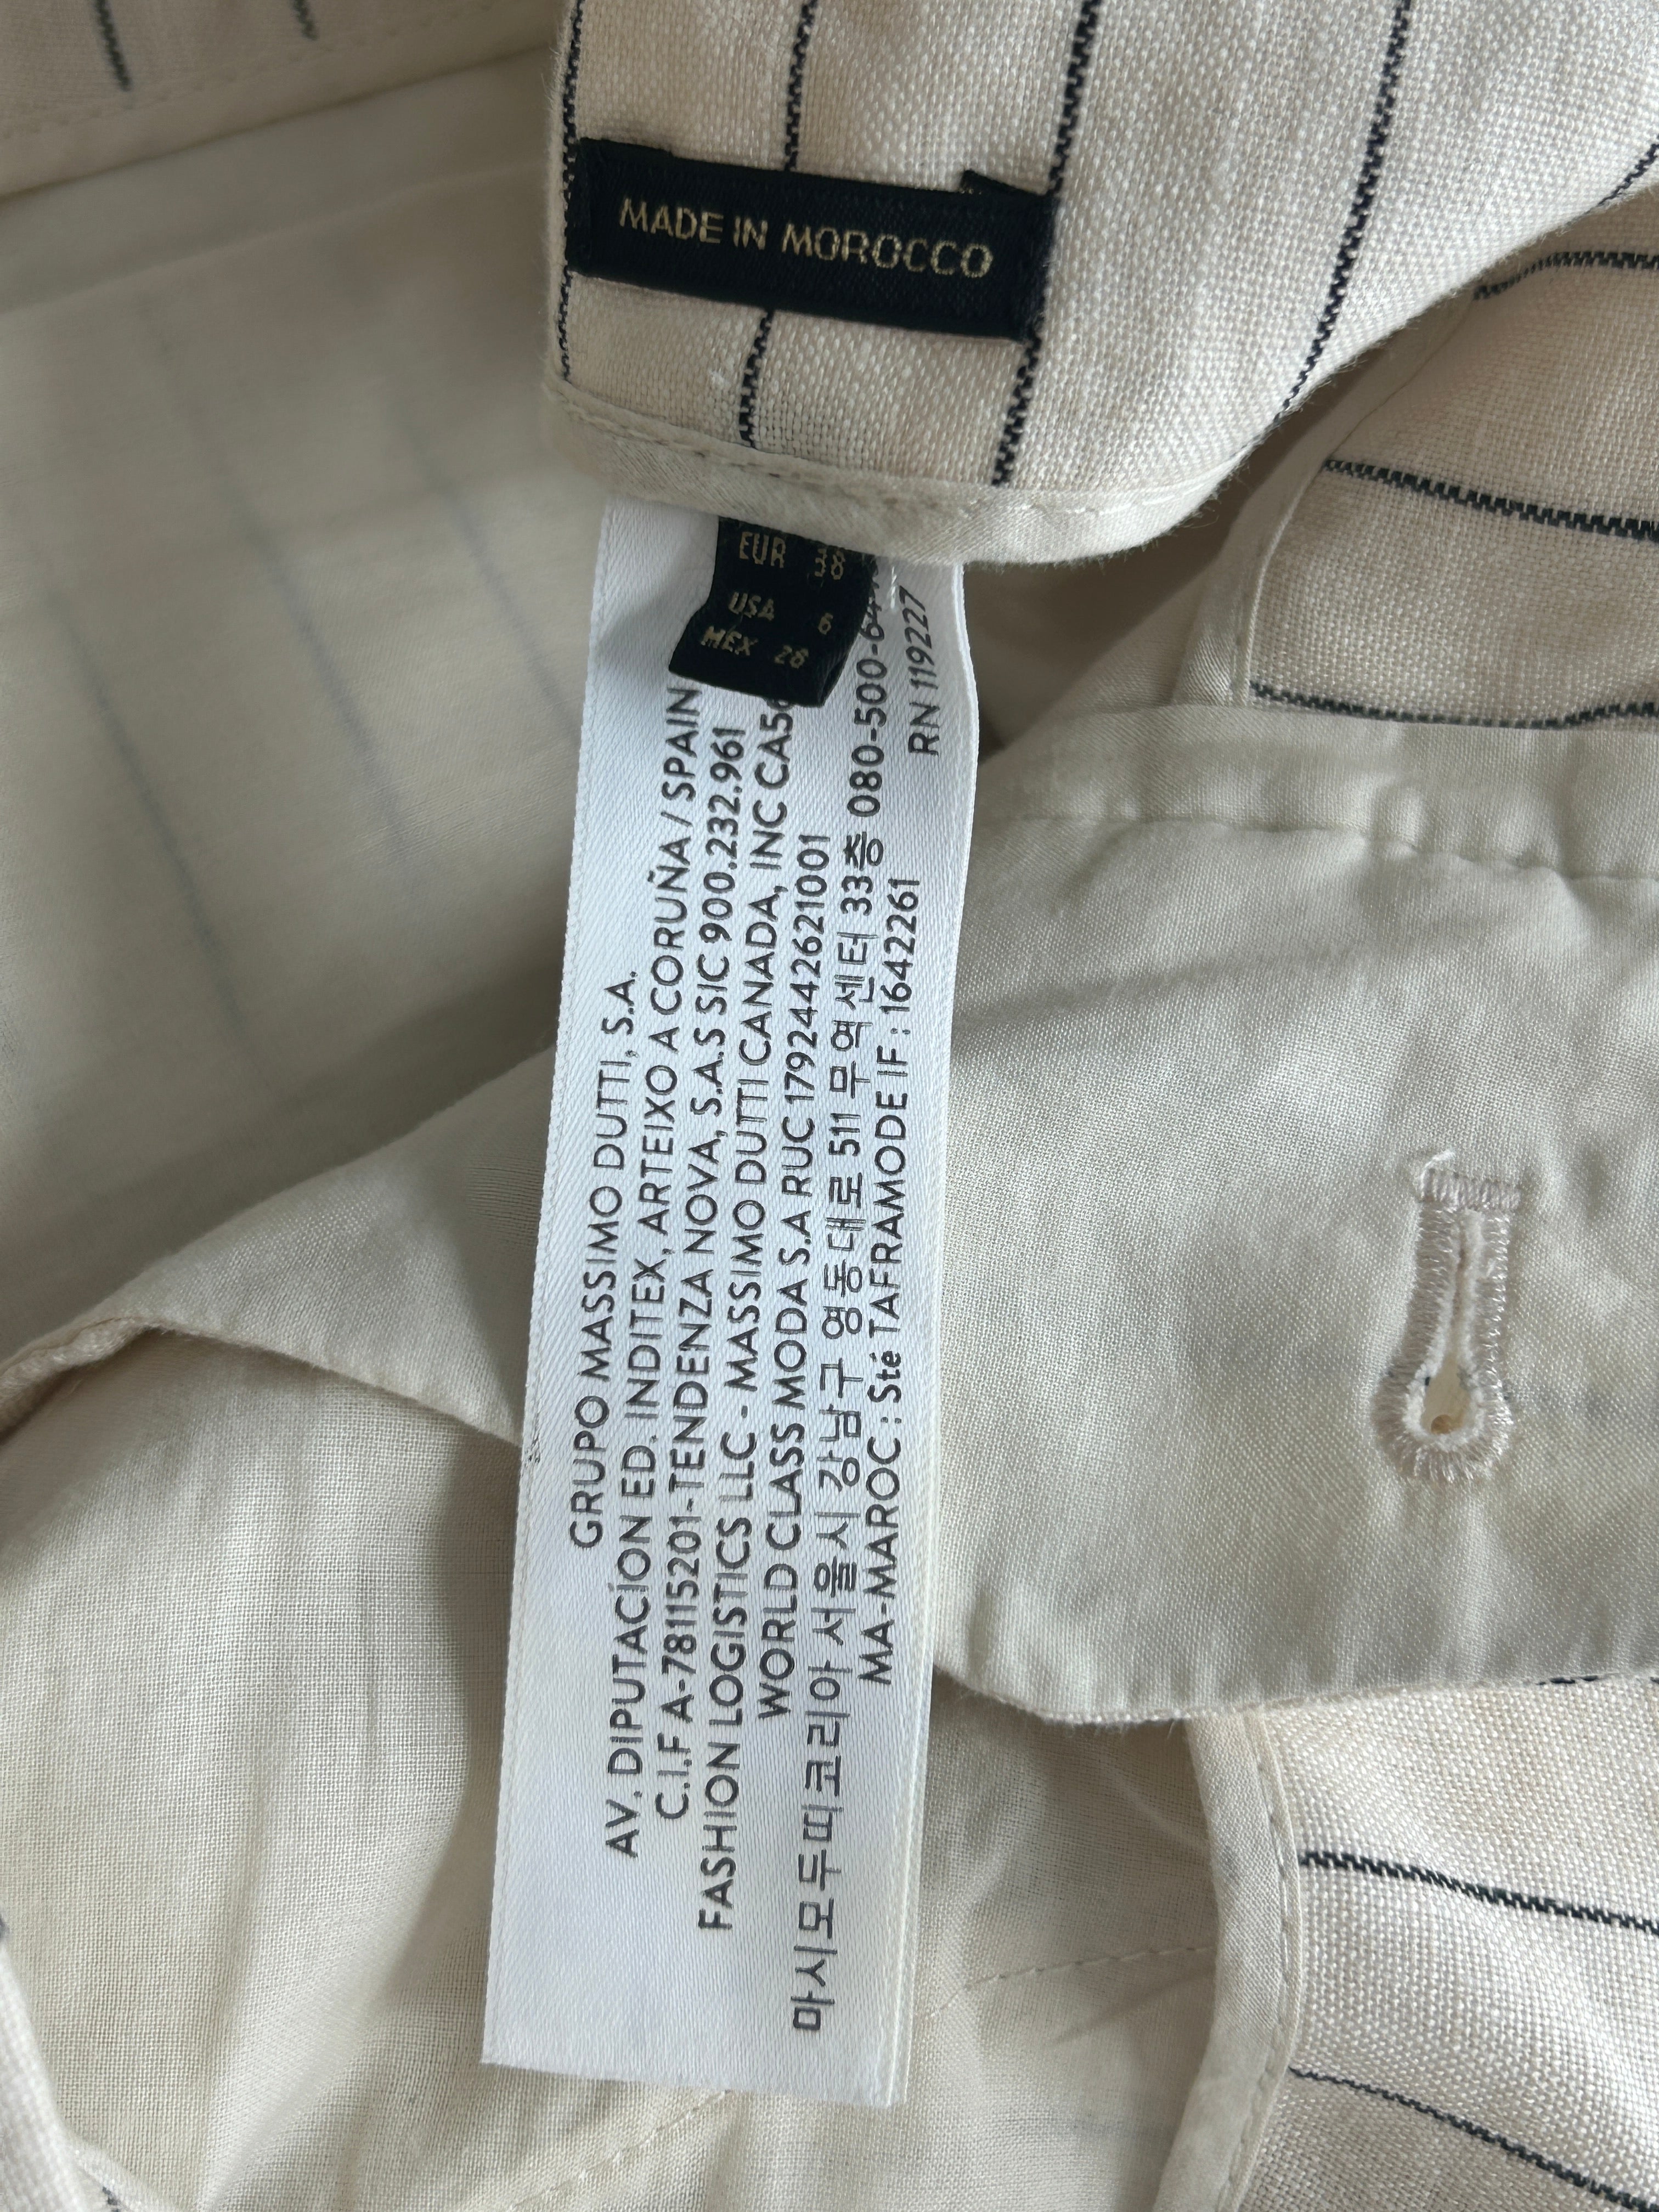 MADE IN MOROCCO
EUR 38
USA 6
MEX 28
GRUPO MASSIMO DUTTI, S.A.
AV. DIPUTACIÓN ED. INDITEX, ARTEIXO A CORUÑA / SPAIN
C.I.F A-78115201-TENDENZA NOVA, S.A.S SIC 900.232.961
FASHION LOGISTICS LLC - MASSIMO DUTTI CANADA, INC
WORLD CLASS MODA S.A RUC 1792442621001
마시모두띠코리아 서울시 강남구 영동대로 511 무역센터 33층
MA-MAROC : Sté TAFRAMODE IF : 1642261
RN 119227